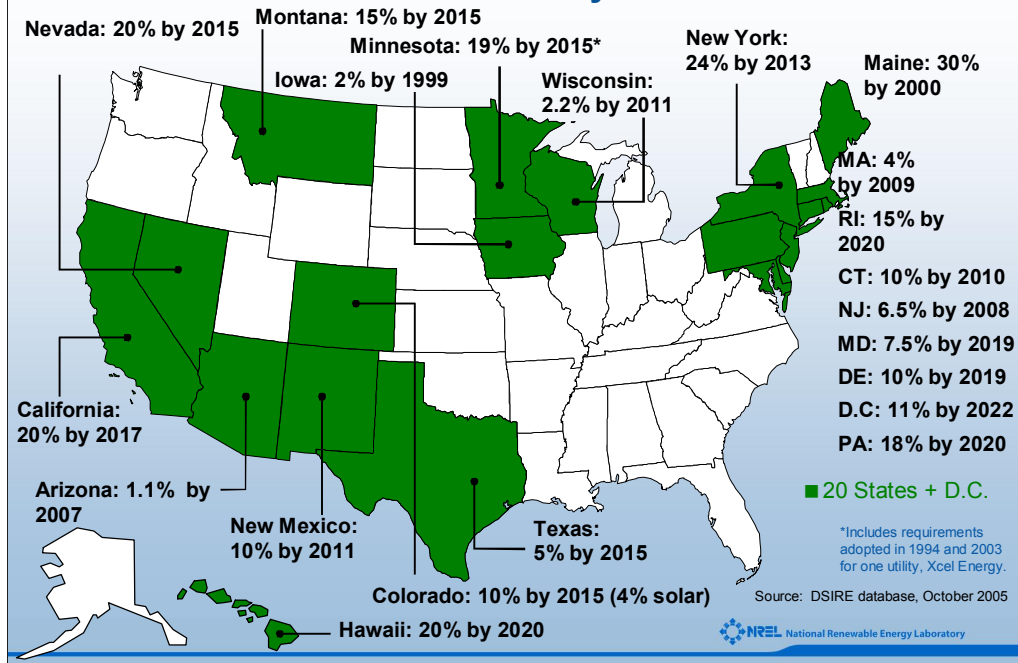 Nevada: 20% by 2015
Montana: 15% by 2015
Minnesota: 19% by 2015*
Iowa: 2% by 1999
Wisconsin:
2.2% by 2011
New York:
24% by 2013
Maine: 30%
by 2000
MA: 4%
by 2009
RI: 15% by
2020
CT: 10% by 2010
NJ: 6.5% by 2008
MD: 7.5% by 2019
DE: 10% by 2019
D.C: 11% by 2022
PA: 18% by 2020
California:
20% by 2017
Arizona: 1.1% by
2007
New Mexico:
10% by 2011
Texas:
5% by 2015
Colorado: 10% by 2015 (4% solar)
Hawaii: 20% by 2020
20 States + D.C.
*Includes requirements
adopted in 1994 and 2003
for one utility, Xcel Energy.
Source: DSIRE database, October 2005
NREL National Renewable Energy Laboratory